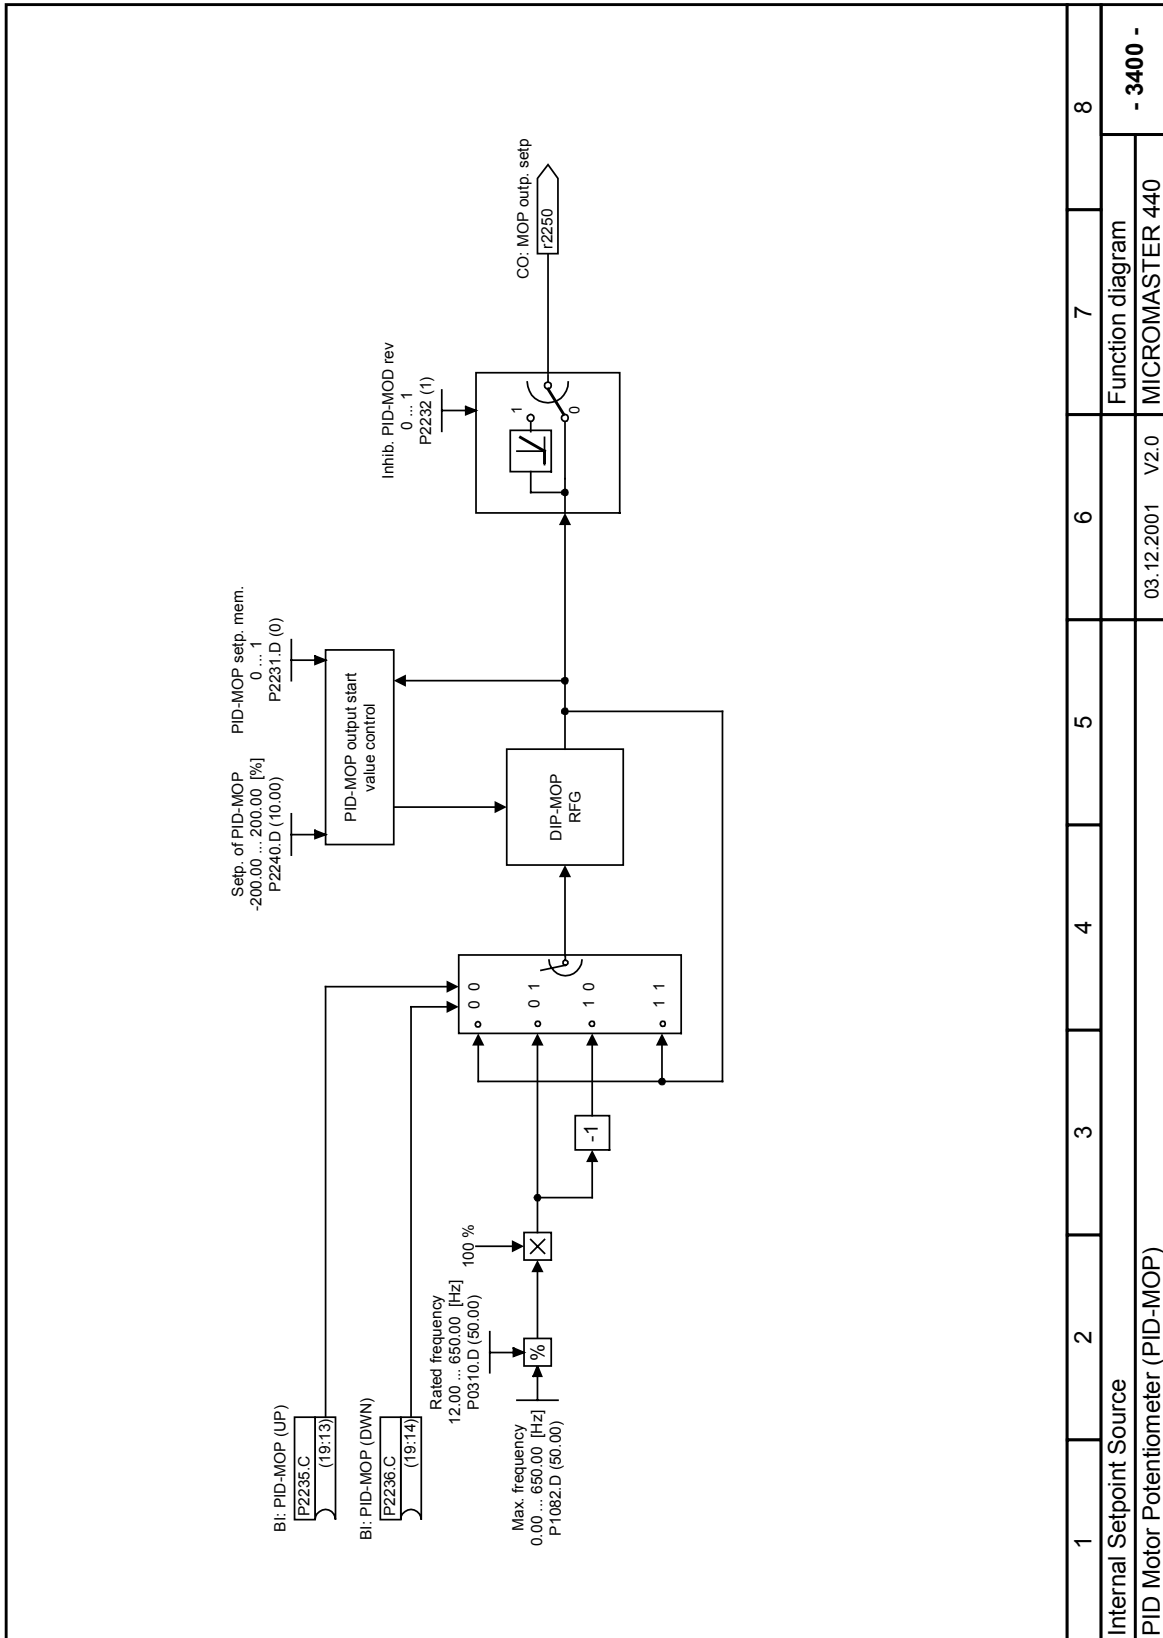 BI: PID-MOP (UP)
P2235.C
(19:13)
BI: PID-MOP (DWN)
P2236.C
(19:14)
Max. frequency
0.00 ... 650.00 [Hz]
P1082.D (50.00)
Rated frequency
12.00 ... 650.00 [Hz]
P0310.D (50.00)
%
100 %
-1
0 0
0 1
1 0
1 1
Setp. of PID-MOP
-200.00 ... 200.00 [%]
P2240.D (10.00)
PID-MOP setp. mem.
0 ... 1
P2231.D (0)
PID-MOP output start
value control
DIP-MOP
RFG
Inhib. PID-MOD rev
0 ... 1
P2232 (1)
1
0
CO: MOP outp. setp
r2250
1 2 3 4 5 6 7 8
Internal Setpoint Source
Function diagram
- 3400 -
PID Motor Potentiometer (PID-MOP)
03.12.2001 V2.0
MICROMASTER 440